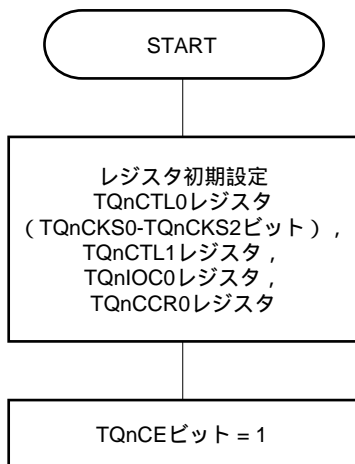 START
レジスタ初期設定
TQnCTL0レジスタ
（TQnCKS0-TQnCKS2ビット），
TQnCTL1レジスタ，
TQnIOC0レジスタ，
TQnCCR0レジスタ
TQnCEビット = 1